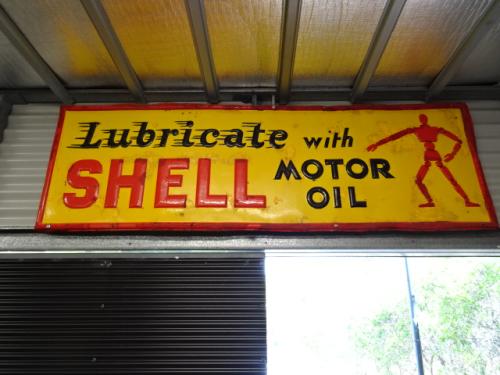 Lubricate with
SHELL MOTOR
OIL